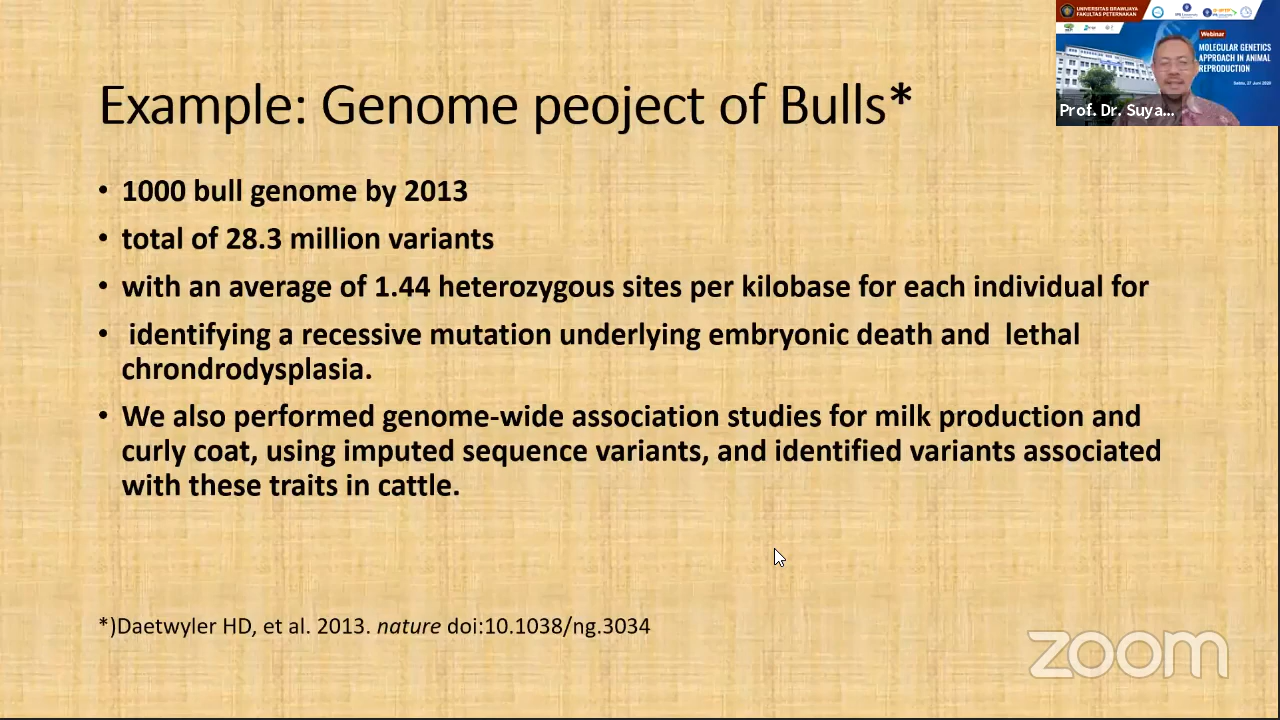 Example: Genome peoject of Bulls*
• 1000 bull genome by 2013
• total of 28.3 million variants
• with an average of 1.44 heterozygous sites per kilobase for each individual for
• identifying a recessive mutation underlying embryonic death and lethal
chrondrodysplasia.
• We also performed genome-wide association studies for milk production and
curly coat, using imputed sequence variants, and identified variants associated
with these traits in cattle.
*)Daetwyler HD, et al. 2013. nature doi:10.1038/ng.3034
UNIVERSITAS BRAWIJAYA
FAKULTAS PETERNAKAN
Webinar
MOLECULAR GENETICS
APPROACH IN ANIMAL
REPRODUCTION
Prof. Dr. Suya...
zoom